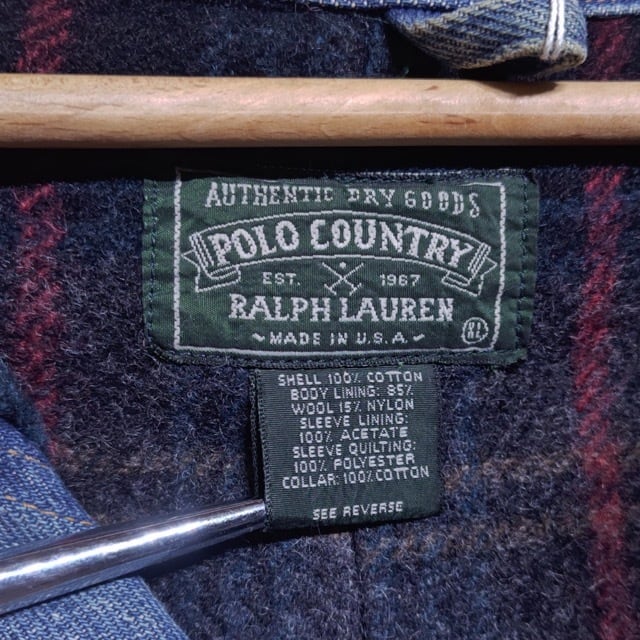 AUTHENTIC DRY GOODS
POLO COUNTRY
EST. 1967
RALPH LAUREN
~MADE IN U.S.A.~
SHELL 100% COTTON
BODY LINING: 85%
WOOL 15% NYLON
SLEEVE LINING:
100% ACETATE
SLEEVE QUILTING:
100% POLYESTER
COLLAR: 100% COTTON
SEE REVERSE